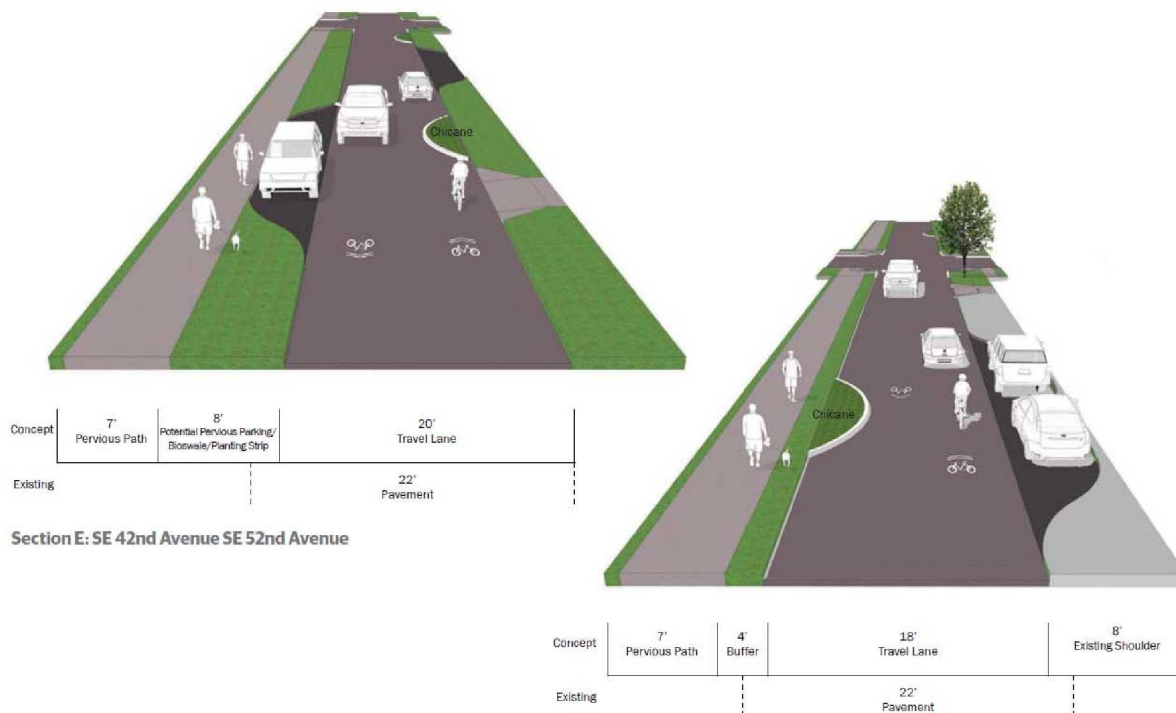 Chicane
Concept
7'
Pervious Path
8'
Potential Pervious Parking/
Bioswale/Planting Strip
20'
Travel Lane
Existing
22'
Pavement
Section E: SE 42nd Avenue SE 52nd Avenue
Chicane
Concept
7'
Pervious Path
4'
Buffer
18'
Travel Lane
8'
Existing Shoulder
Existing
22'
Pavement